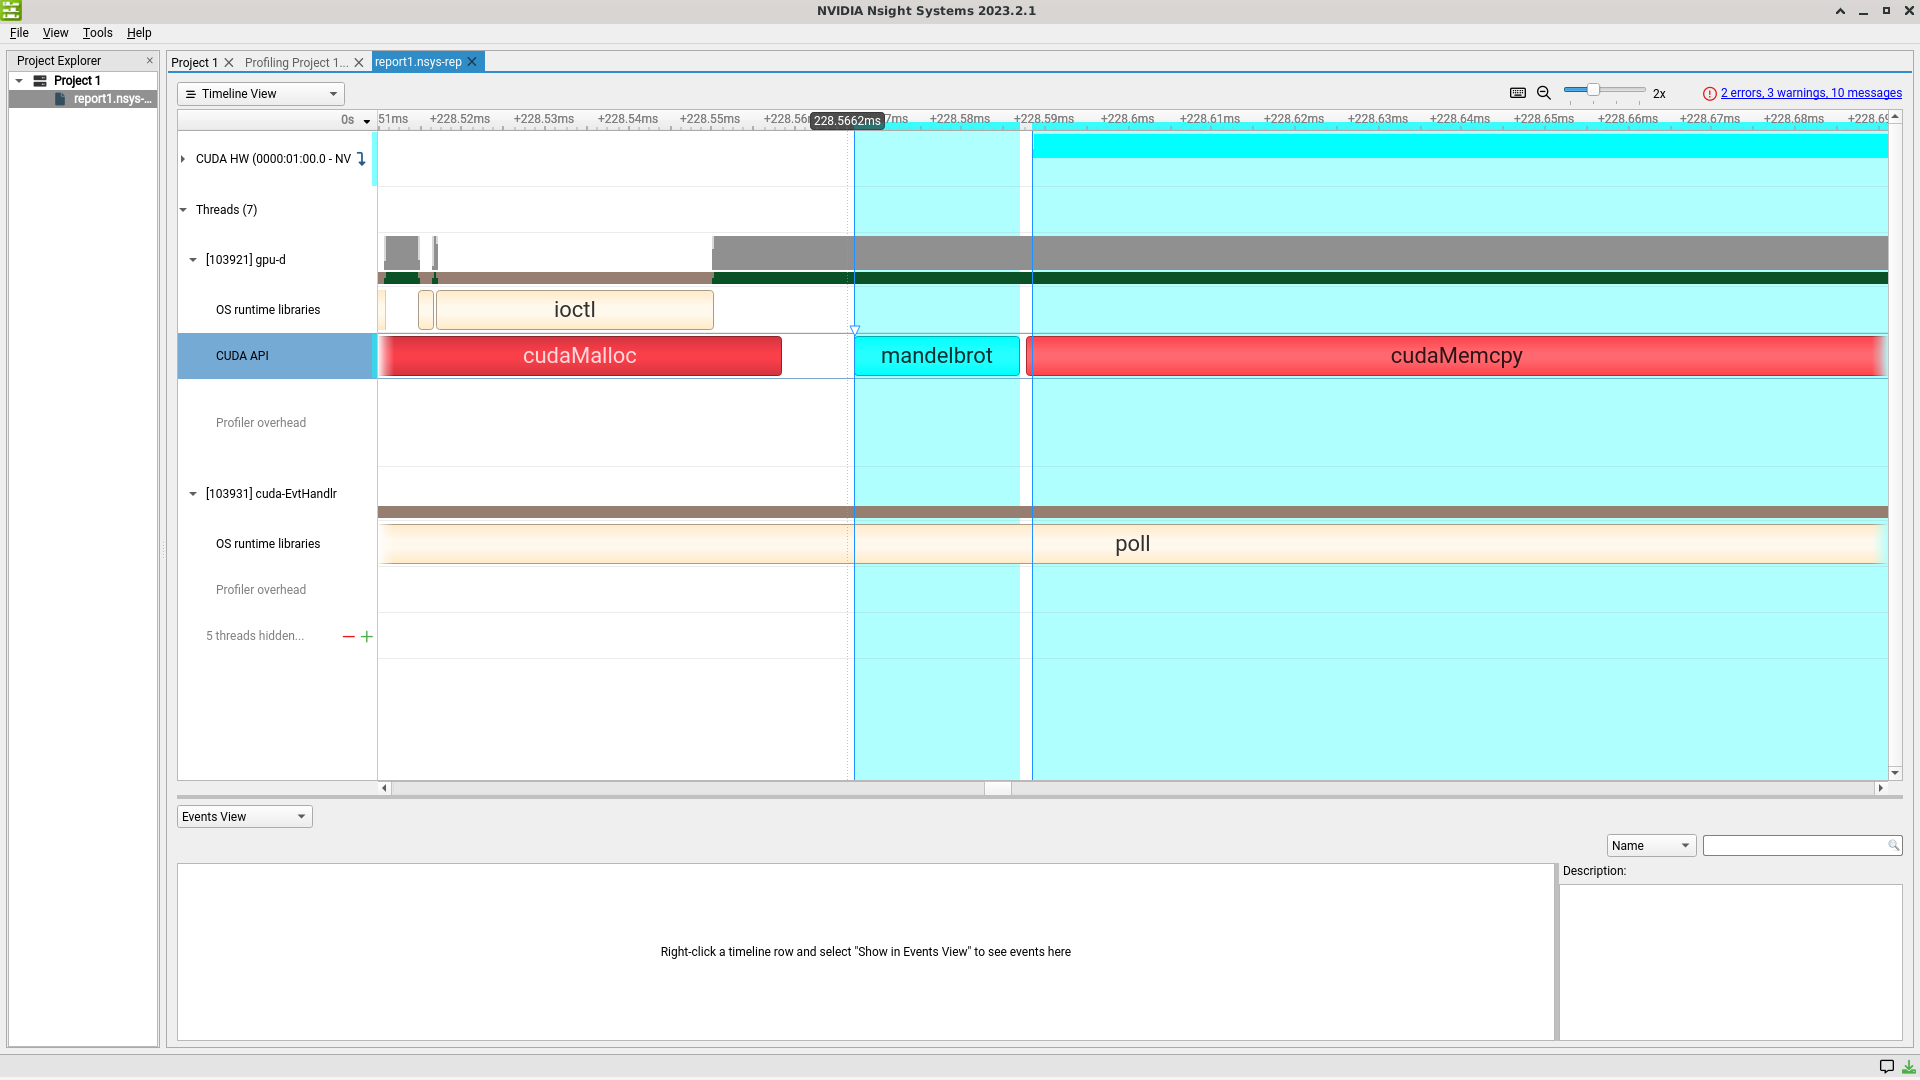 NVIDIA Nsight Systems 2023.2.1
File View Tools Help
Project Explorer
Project 1
report1.nsys-...
Project 1
Profiling Project 1...
report1.nsys-rep
Timeline View
2x
2 errors, 3 warnings, 10 messages
0s
51ms +228.52ms +228.53ms +228.54ms +228.55ms +228.56 228.5662ms 7ms +228.58ms +228.59ms +228.6ms +228.61ms +228.62ms +228.63ms +228.64ms +228.65ms +228.66ms +228.67ms +228.68ms +228.69
CUDA HW (0000:01:00.0 - NV
Threads (7)
[103921] gpu-d
OS runtime libraries
ioctl
CUDA API
cudaMalloc
mandelbrot
cudaMemcpy
Profiler overhead
[103931] cuda-EvtHandlr
OS runtime libraries
poll
Profiler overhead
5 threads hidden...
Events View
Name
Description:
Right-click a timeline row and select "Show in Events View" to see events here